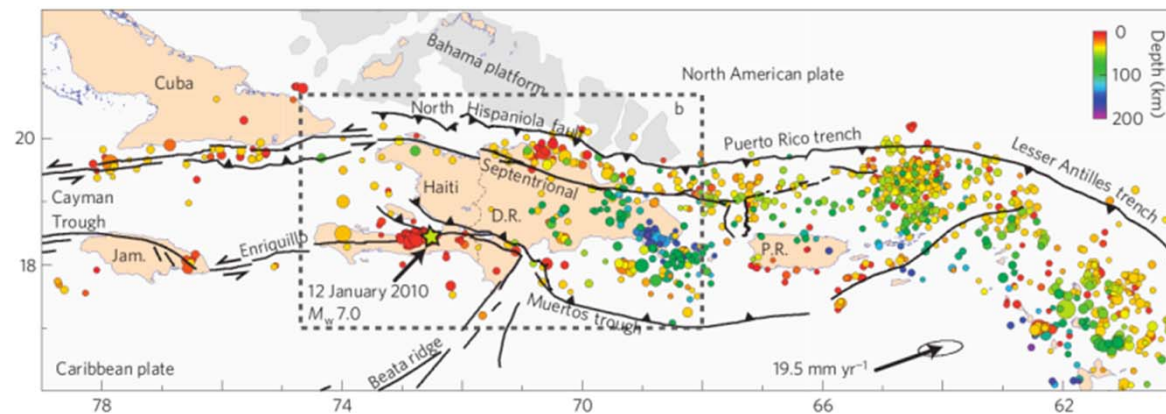 Cuba
Bahama platform
North American plate
0
100
200
Depth (km)
b
North Hispaniola fault
Puerto Rico trench
Lesser Antilles trench
20
Cayman
Trough
Haiti
Septentrional
D.R.
P.R.
Jam.
Enriquillo
18
12 January 2010
Mw 7.0
Muertos trough
Beata ridge
Caribbean plate
19.5 mm yr⁻¹
78
74
70
66
62